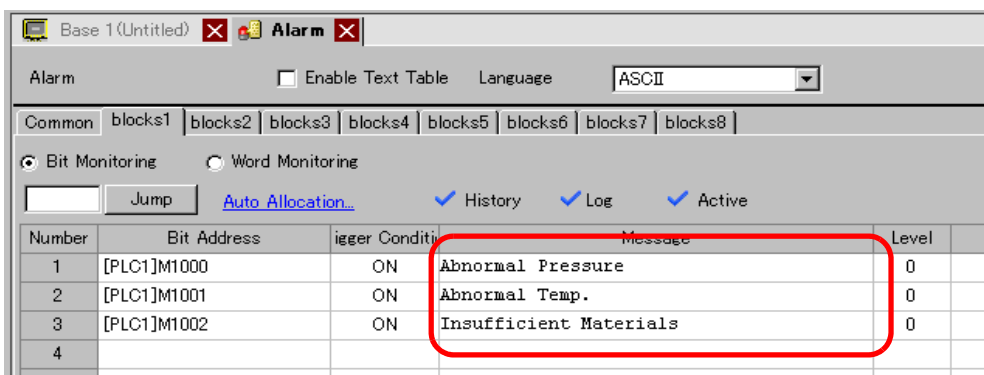 Base 1(Untitled) Alarm
Alarm Enable Text Table Language ASCII
Common blocks1 blocks2 blocks3 blocks4 blocks5 blocks6 blocks7 blocks8
Bit Monitoring Word Monitoring
Jump Auto Allocation... History Log Active
Number Bit Address igger Conditi Message Level
1 [PLC1]M1000 ON Abnormal Pressure 0
2 [PLC1]M1001 ON Abnormal Temp. 0
3 [PLC1]M1002 ON Insufficient Materials 0
4